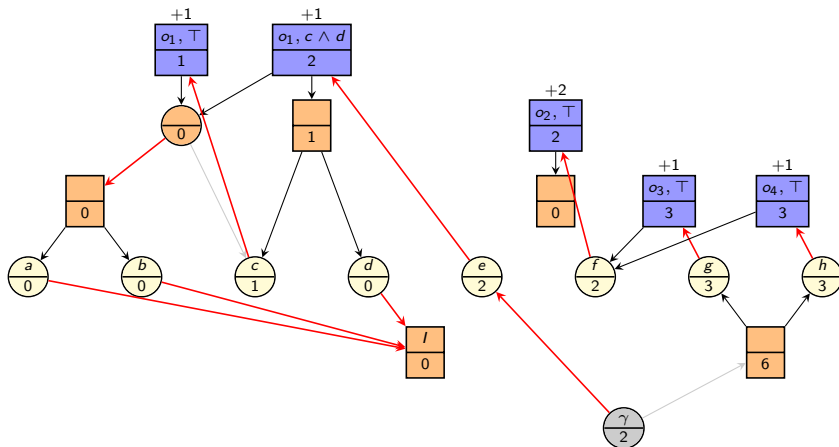 +1 +1
o₁, ⊤ o₁, c ∧ d
1 2
+2
o₂, ⊤
2
0
1
+1 +1
o₃, ⊤ o₄, ⊤
3 3
0
0
a b c d e f g h
0 0 1 0 2 2 3 3
I
0
6
γ
2